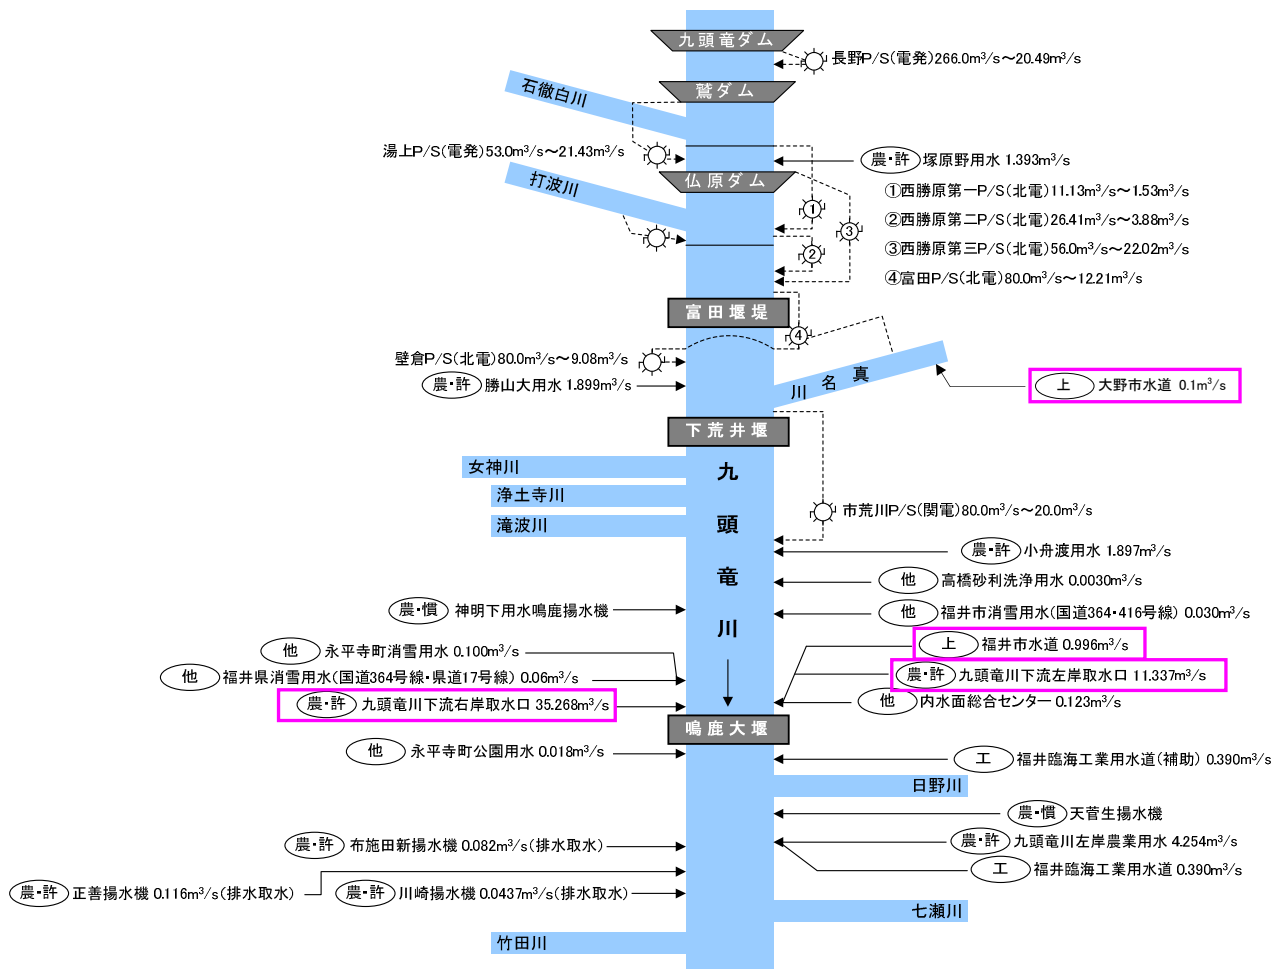 九頭竜ダム
長野P/S(電発)266.0m³/s～20.49m³/s
鷲ダム
石徹白川
湯上P/S(電発)53.0m³/s～21.43m³/s
農・許 塚原野用水 1.393m³/s
仏原ダム
打波川
①西勝原第一P/S(北電)11.13m³/s～1.53m³/s
①
②西勝原第二P/S(北電)26.41m³/s～3.88m³/s
③
②
③西勝原第三P/S(北電)56.0m³/s～22.02m³/s
④富田P/S(北電)80.0m³/s～12.21m³/s
富田堰堤
④
壁倉P/S(北電)80.0m³/s～9.08m³/s
農・許 勝山大用水 1.899m³/s
川名真
上 大野市水道 0.1m³/s
下荒井堰
女神川
九頭竜川
浄土寺川
滝波川
市荒川P/S(関電)80.0m³/s～20.0m³/s
農・許 小舟渡用水 1.897m³/s
他 高橋砂利洗浄用水 0.0030m³/s
農・慣 神明下用水鳴鹿揚水機
他 福井市消雪用水(国道364・416号線) 0.030m³/s
他 永平寺町消雪用水 0.100m³/s
上 福井市水道 0.996m³/s
他 福井県消雪用水(国道364号線・県道17号線) 0.06m³/s
農・許 九頭竜川下流左岸取水口 11.337m³/s
農・許 九頭竜川下流右岸取水口 35.268m³/s
他 内水面総合センター 0.123m³/s
鳴鹿大堰
他 永平寺町公園用水 0.018m³/s
工 福井臨海工業用水道(補助) 0.390m³/s
日野川
農・慣 天菅生揚水機
農・許 布施田新揚水機 0.082m³/s(排水取水)
農・許 九頭竜川左岸農業用水 4.254m³/s
工 福井臨海工業用水道 0.390m³/s
農・許 正善揚水機 0.116m³/s(排水取水)
農・許 川崎揚水機 0.0437m³/s(排水取水)
七瀬川
竹田川